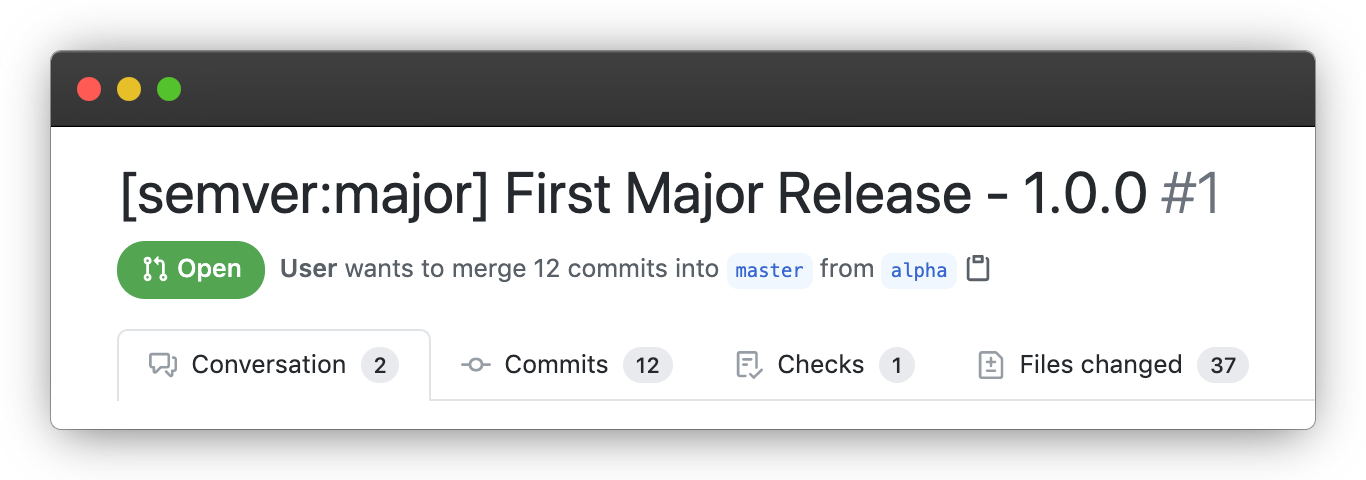 [semver:major] First Major Release - 1.0.0 #1
Open User wants to merge 12 commits into master from alpha
Conversation 2 Commits 12 Checks 1 Files changed 37